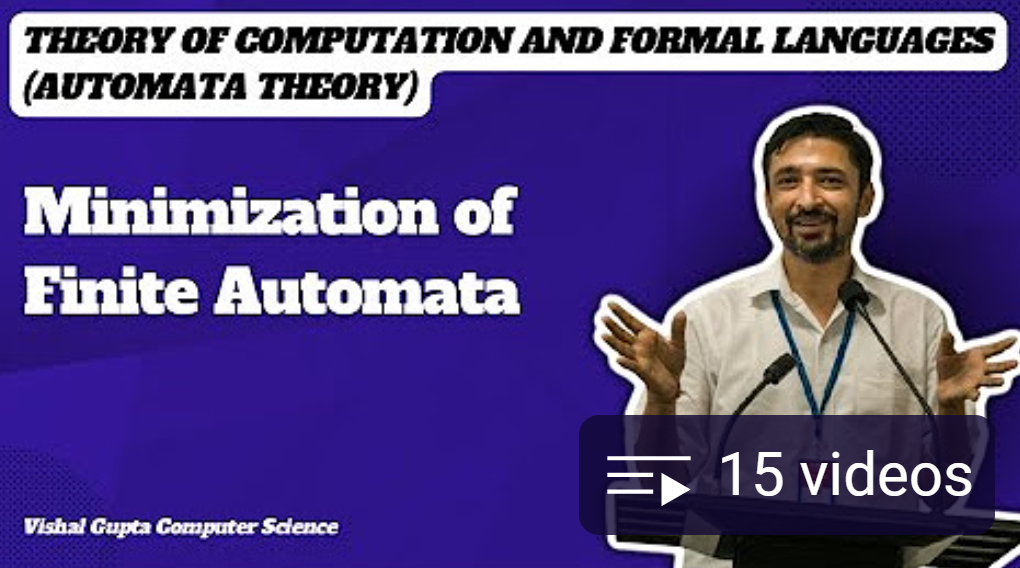 THEORY OF COMPUTATION AND FORMAL LANGUAGES
(AUTOMATA THEORY)
Minimization of
Finite Automata
15 videos
Vishal Gupta Computer Science